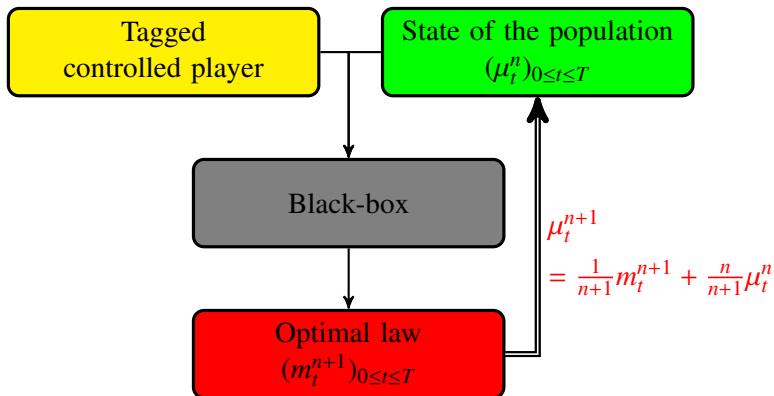 Tagged
controlled player
State of the population
(μ_t^n)_{0≤t≤T}
Black-box
μ_t^{n+1}
= \frac{1}{n+1} m_t^{n+1} + \frac{n}{n+1} μ_t^n
Optimal law
(m_t^{n+1})_{0≤t≤T}